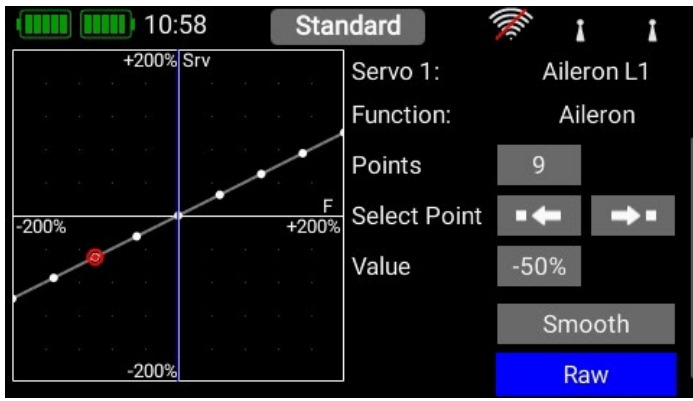 10:58 Standard
+200% Srv
F
-200% +200%
-200%
Servo 1: Aileron L1
Function: Aileron
Points 9
Select Point
Value -50%
Smooth
Raw